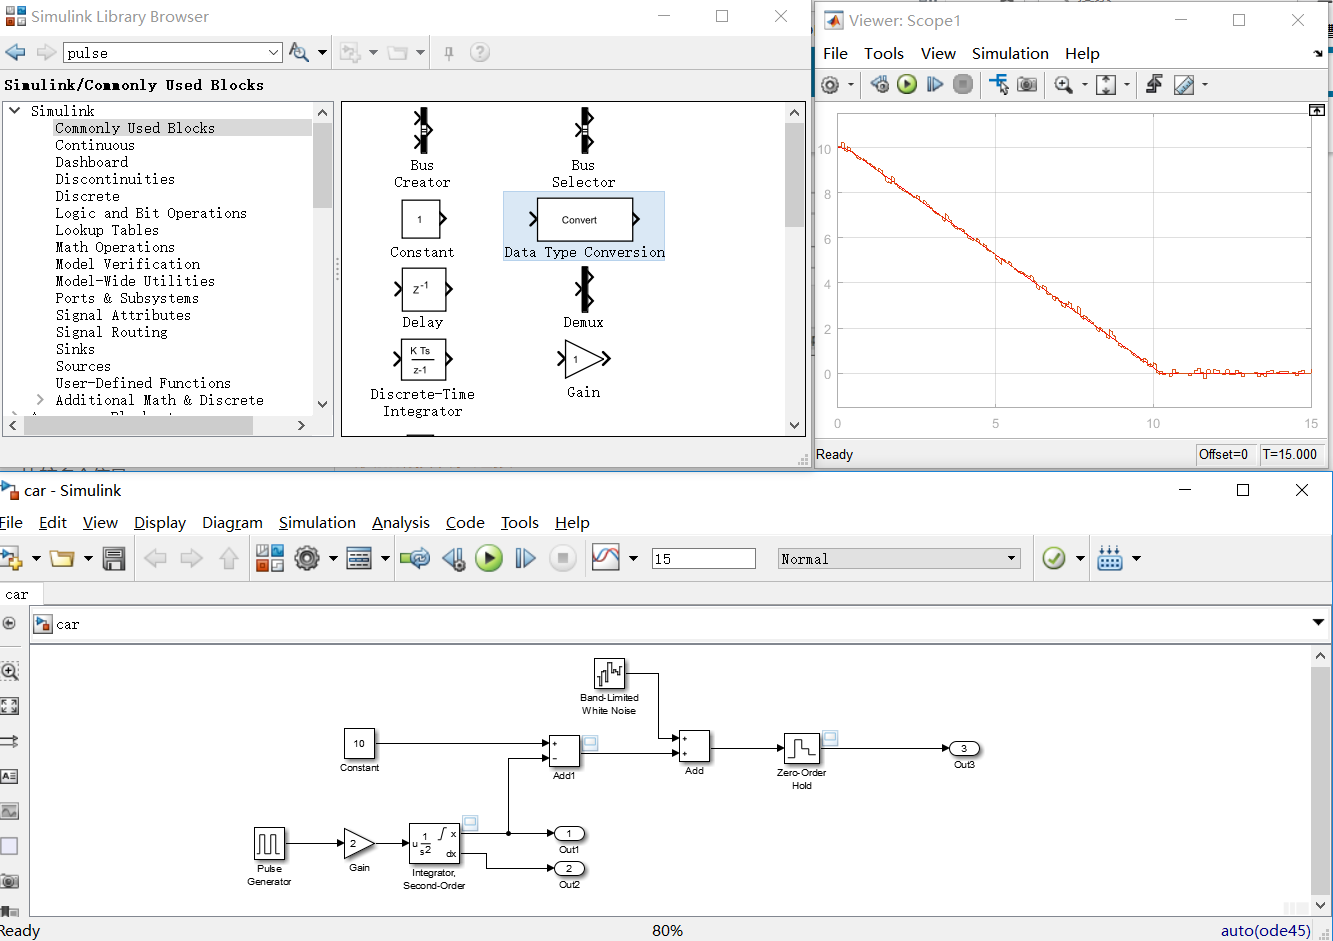 Simulink Library Browser
pulse
Simulink/Commonly Used Blocks
Simulink
Commonly Used Blocks
Continuous
Dashboard
Discontinuities
Discrete
Logic and Bit Operations
Lookup Tables
Math Operations
Model Verification
Model-Wide Utilities
Ports & Subsystems
Signal Attributes
Signal Routing
Sinks
Sources
User-Defined Functions
Additional Math & Discrete
Bus
Creator
Bus
Selector
1
Constant
Convert
Data Type Conversion
z-1
Delay
Demux
K Ts
z-1
Discrete-Time
Integrator
1
Gain
Viewer: Scope1
File Tools View Simulation Help
10
8
6
4
2
0
0 5 10 15
Ready
Offset=0 T=15.000
car - Simulink
File Edit View Display Diagram Simulation Analysis Code Tools Help
15
Normal
car
car
Band-Limited
White Noise
10
Constant
+
−
Add1
+
+
Add
Zero-Order
Hold
3
Out3
Pulse
Generator
2
Gain
u 1 s2 ∫ x dx
Integrator,
Second-Order
1
Out1
2
Out2
Ready
80%
auto(ode45)